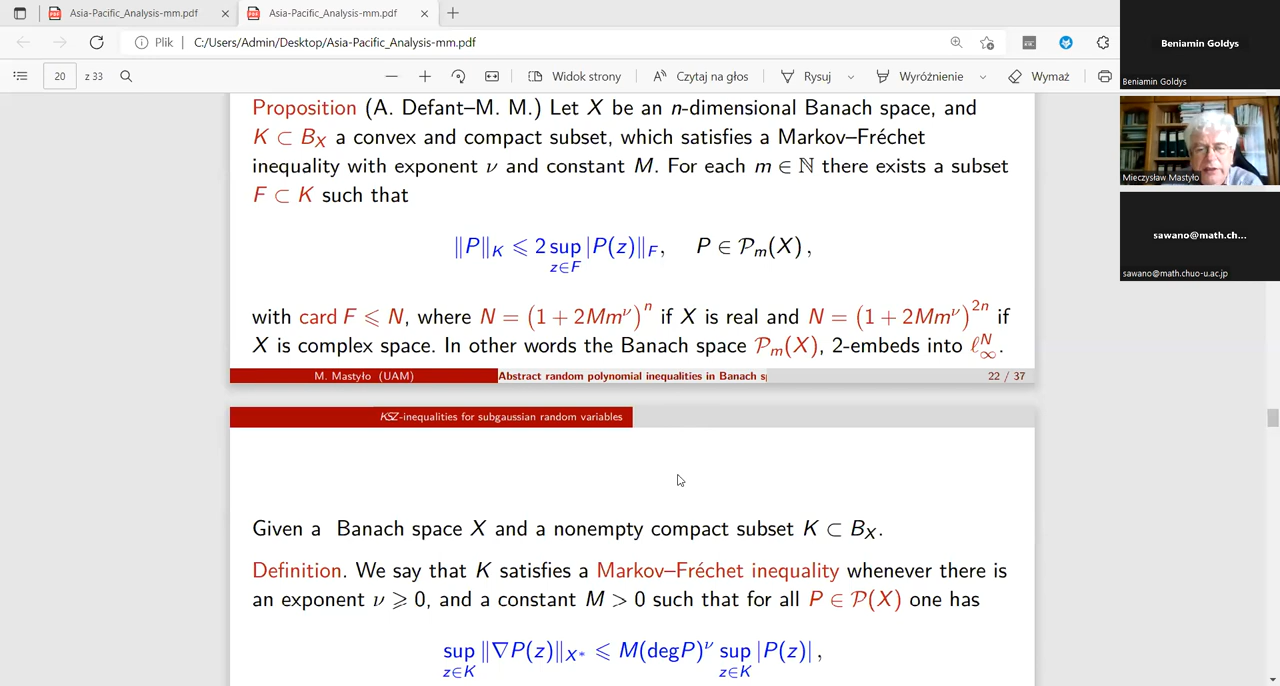 Asia-Pacific_Analysis-mm.pdf
Asia-Pacific_Analysis-mm.pdf
Plik
C:/Users/Admin/Desktop/Asia-Pacific_Analysis-mm.pdf
20
z 33
Widok strony
Czytaj na głos
Rysuj
Wyróżnienie
Wymaż
Proposition (A. Defant–M. M.) Let X be an n-dimensional Banach space, and
K ⊂ B_X a convex and compact subset, which satisfies a Markov–Fréchet
inequality with exponent ν and constant M. For each m ∈ ℕ there exists a subset
F ⊂ K such that
‖P‖_K ⩽ 2 sup_{z∈F} |P(z)‖_F, P ∈ 𝒫_m(X),
with card F ⩽ N, where N = (1 + 2Mm^ν)^n if X is real and N = (1 + 2Mm^ν)^{2n} if
X is complex space. In other words the Banach space 𝒫_m(X), 2-embeds into ℓ_∞^N.
M. Mastyło (UAM)
Abstract random polynomial inequalities in Banach s
22 / 37
KSZ-inequalities for subgaussian random variables
Given a Banach space X and a nonempty compact subset K ⊂ B_X.
Definition. We say that K satisfies a Markov–Fréchet inequality whenever there is
an exponent ν ⩾ 0, and a constant M > 0 such that for all P ∈ 𝒫(X) one has
sup_{z∈K} ‖∇P(z)‖_{X*} ⩽ M(degP)^ν sup_{z∈K} |P(z)|,
Beniamin Goldys
Beniamin Goldys
Mieczysław Mastyło
sawano@math.ch...
sawano@math.chuo-u.ac.jp